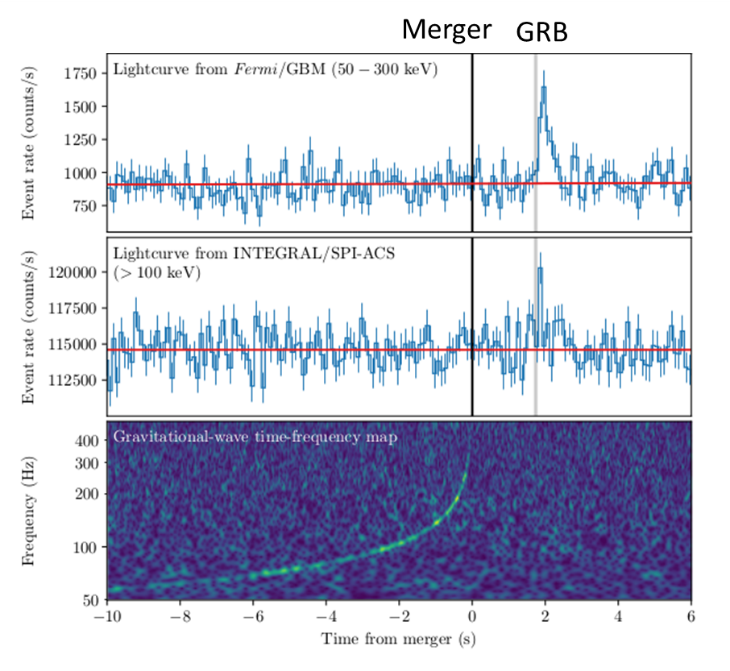 Merger GRB
Lightcurve from Fermi/GBM (50 − 300 keV)
Event rate (counts/s)
1750
1500
1250
1000
750
Lightcurve from INTEGRAL/SPI-ACS
(> 100 keV)
Event rate (counts/s)
120000
117500
115000
112500
Gravitational-wave time-frequency map
Frequency (Hz)
400
300
200
100
50
−10 −8 −6 −4 −2 0 2 4 6
Time from merger (s)